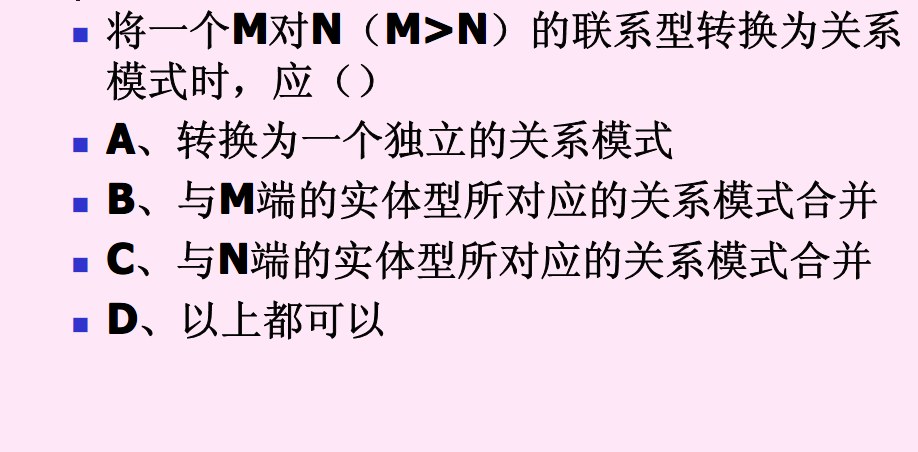 将一个M对N（M>N）的联系型转换为关系
模式时，应（）
A、转换为一个独立的关系模式
B、与M端的实体型所对应的关系模式合并
C、与N端的实体型所对应的关系模式合并
D、以上都可以